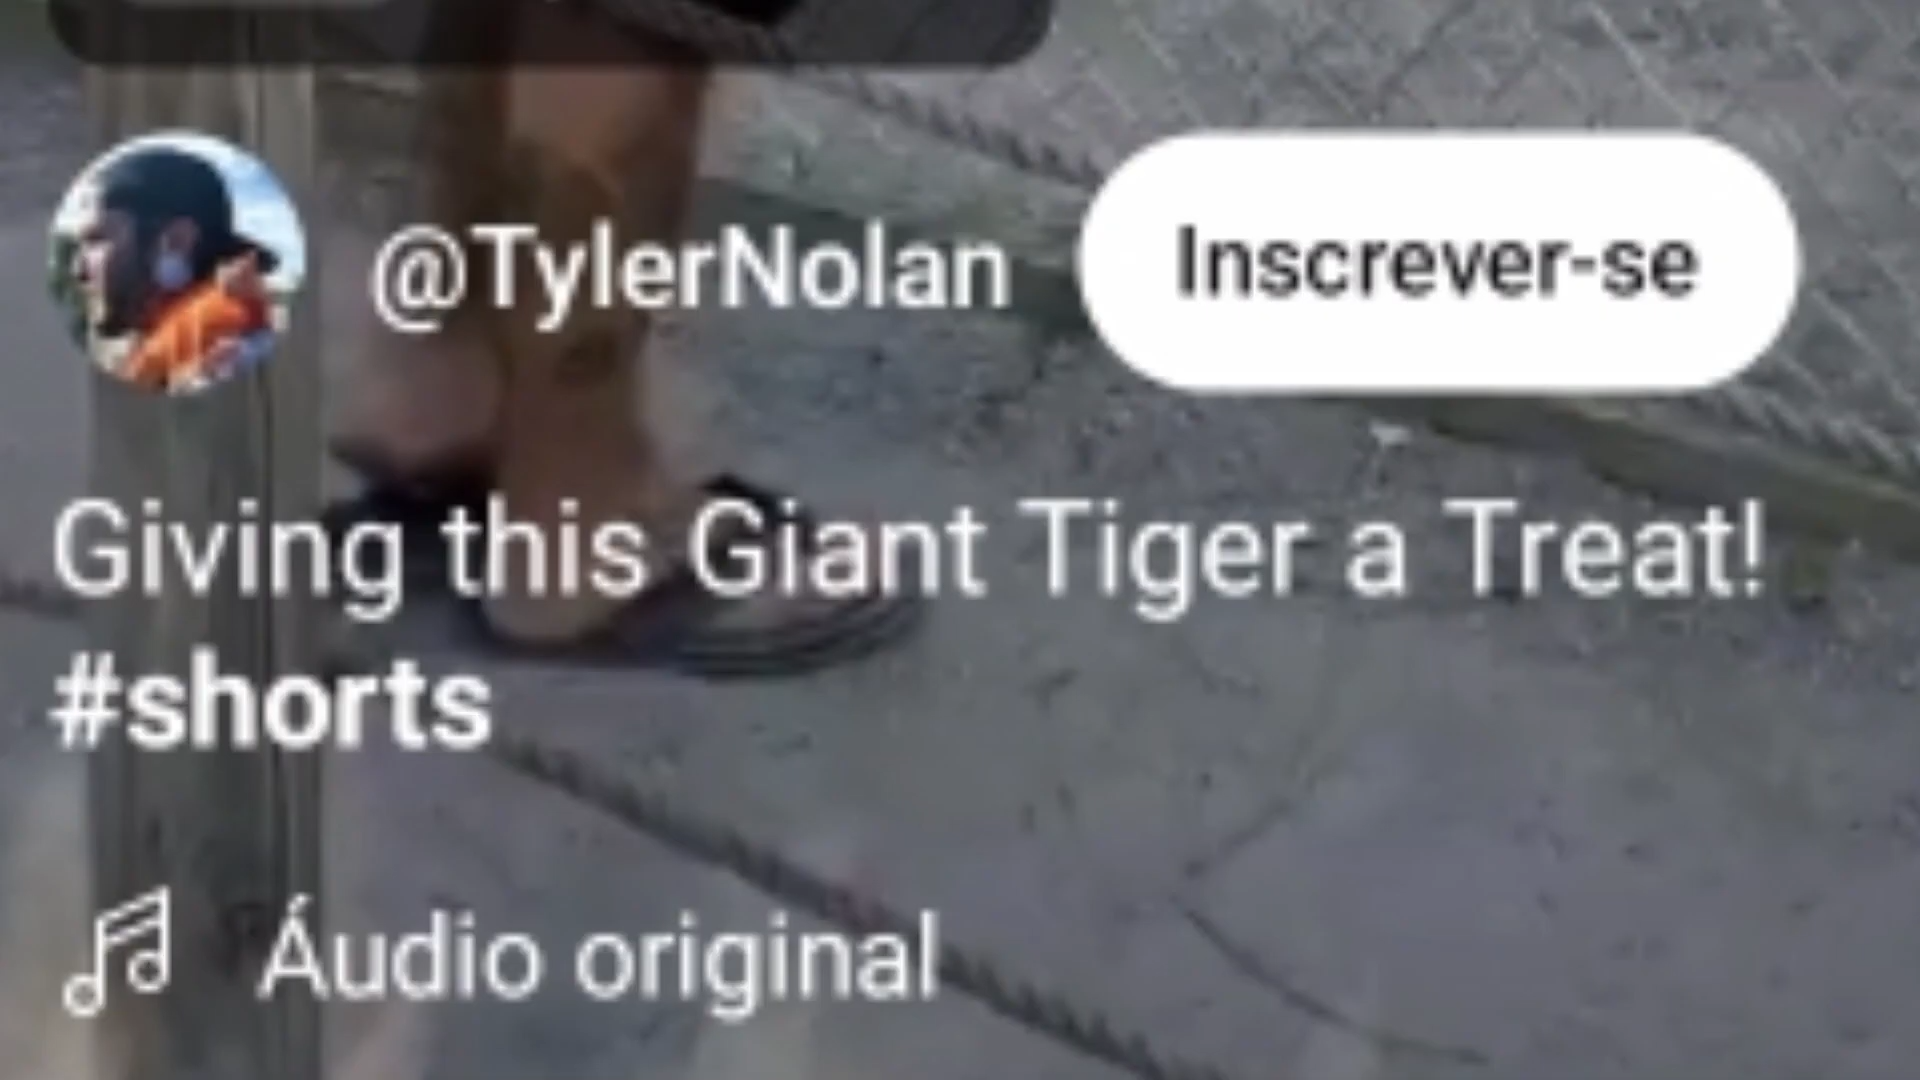 @TylerNolan Inscrever-se
Giving this Giant Tiger a Treat!
#shorts
Áudio original